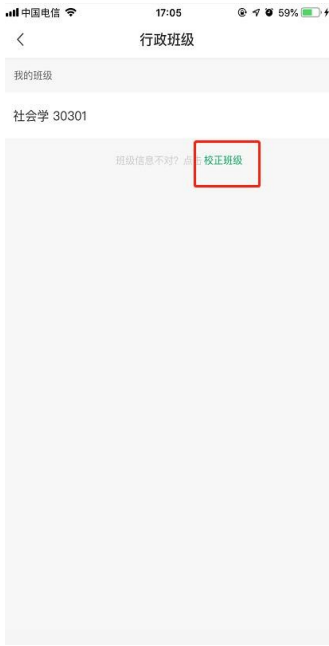 中国电信 17:05 59%
行政班级
我的班级
社会学 30301
班级信息不对？点击校正班级